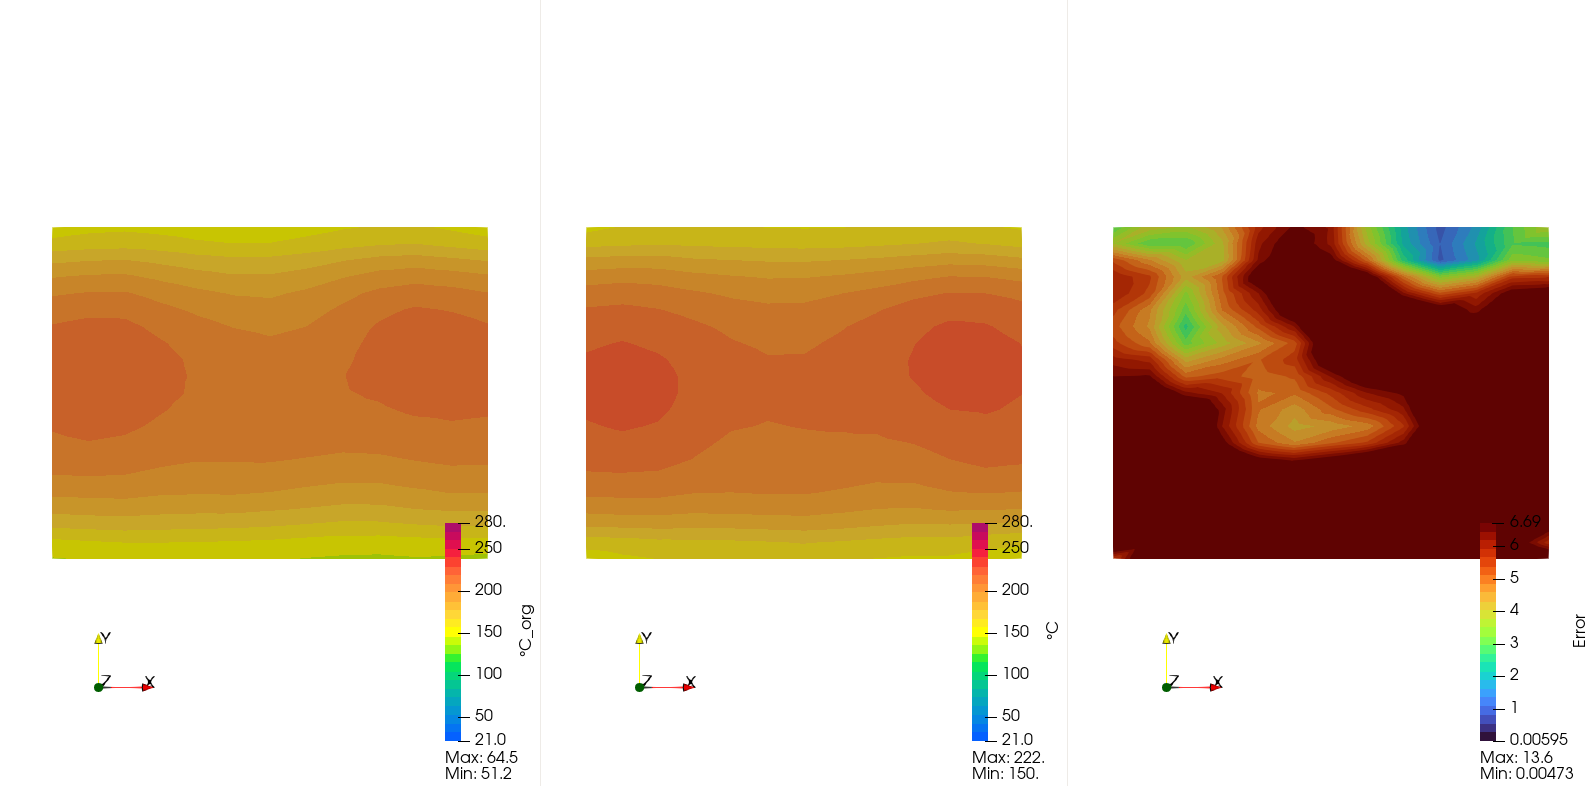 280.
250
200
150
100
50
21.0
°C_org
Max: 64.5
Min: 51.2
Y
Z
X
280.
250
200
150
100
50
21.0
°C
Max: 222.
Min: 150.
Y
Z
X
6.69
6
5
4
3
2
1
0.00595
Error
Max: 13.6
Min: 0.00473
Y
Z
X